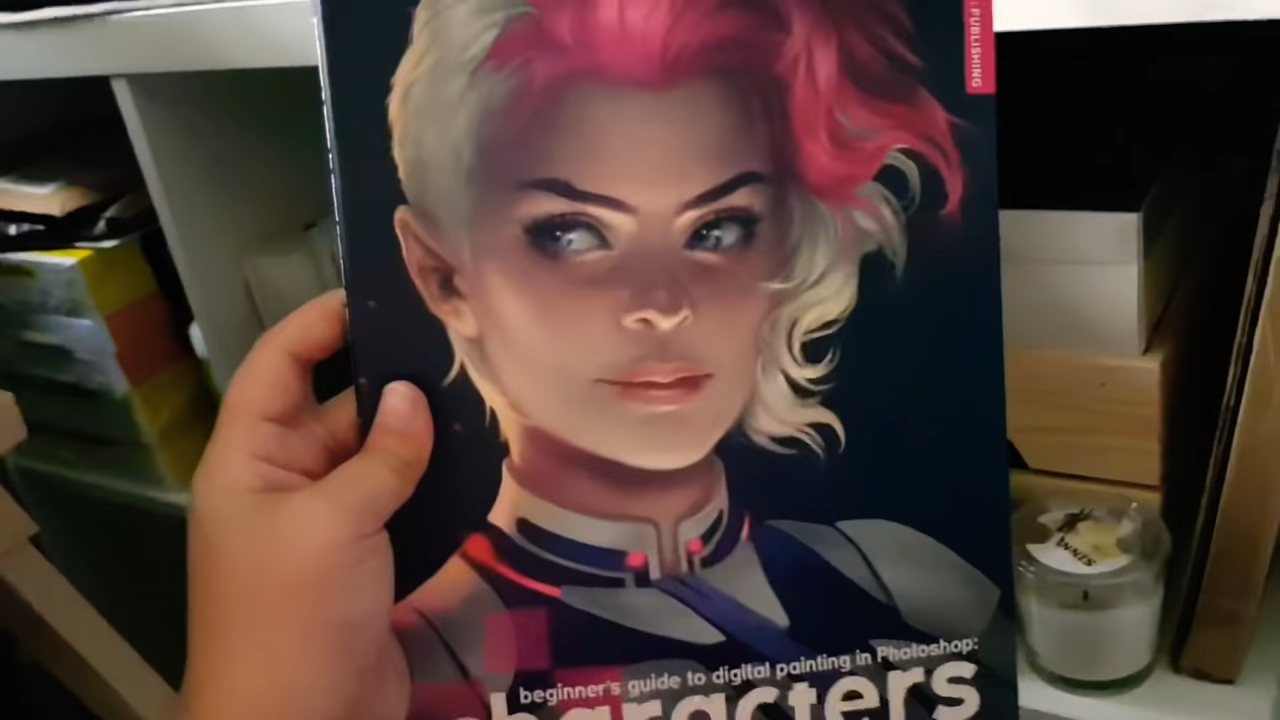 PUBLISHING
beginner's guide to digital painting in Photoshop:
characters